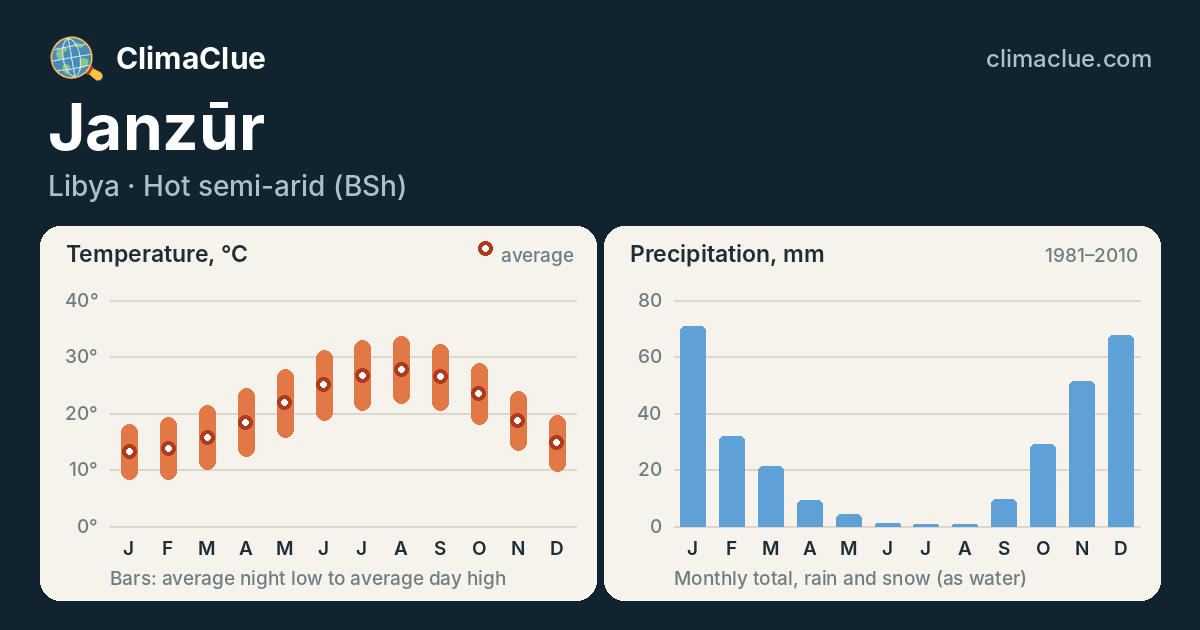 ClimaClue
climaclue.com
Janzūr
Libya · Hot semi-arid (BSh)
Temperature, °C
average
40°
30°
20°
10°
0°
J F M A M J J A S O N D
Bars: average night low to average day high
Precipitation, mm
1981–2010
80
60
40
20
0
J F M A M J J A S O N D
Monthly total, rain and snow (as water)